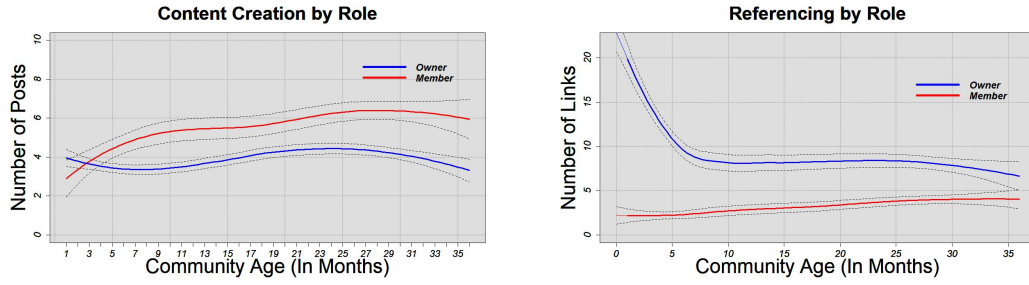 Content Creation by Role
Number of Posts
10
8
6
4
2
0
Owner
Member
1 3 5 7 9 11 13 15 17 19 21 23 25 27 29 31 33 35
Community Age (In Months)
Referencing by Role
Number of Links
20
15
10
5
0
Owner
Member
0 5 10 15 20 25 30 35
Community Age (In Months)